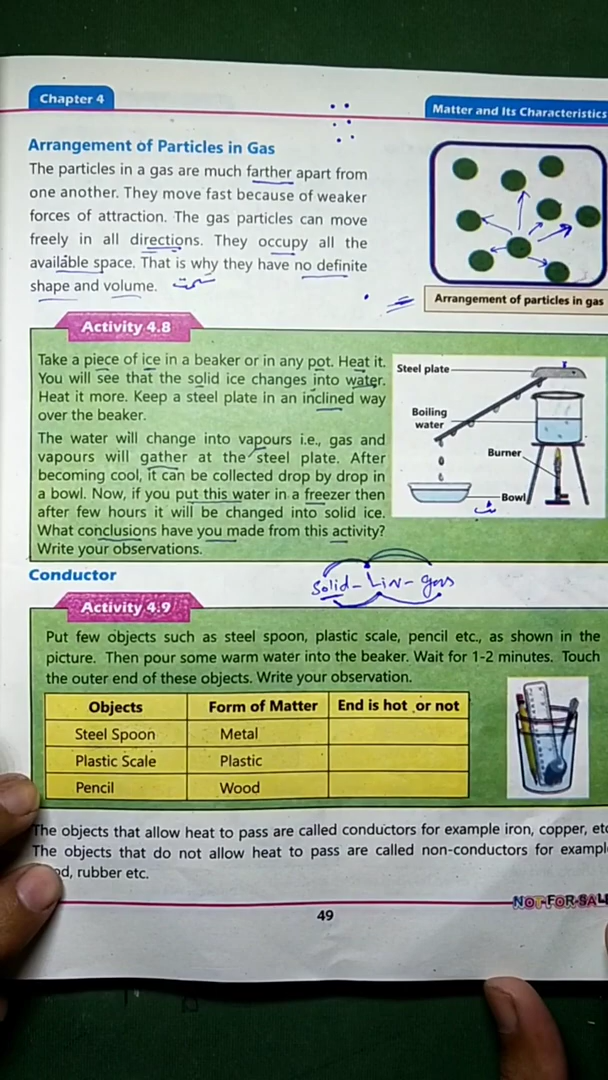 Chapter 4
Matter and Its Characteristics
Arrangement of Particles in Gas
The particles in a gas are much farther apart from
one another. They move fast because of weaker
forces of attraction. The gas particles can move
freely in all directions. They occupy all the
available space. That is why they have no definite
shape and volume.
Arrangement of particles in gas
Activity 4.8
Take a piece of ice in a beaker or in any pot. Heat it.
You will see that the solid ice changes into water.
Heat it more. Keep a steel plate in an inclined way
over the beaker.
The water will change into vapours i.e., gas and
vapours will gather at the steel plate. After
becoming cool, it can be collected drop by drop in
a bowl. Now, if you put this water in a freezer then
after few hours it will be changed into solid ice.
What conclusions have you made from this activity?
Write your observations.
Steel plate
Boiling
water
Burner
Bowl
Conductor
Solid - Liv - gas
Activity 4.9
Put few objects such as steel spoon, plastic scale, pencil etc., as shown in the
picture. Then pour some warm water into the beaker. Wait for 1-2 minutes. Touch
the outer end of these objects. Write your observation.
Objects Form of Matter End is hot or not
Steel Spoon Metal
Plastic Scale Plastic
Pencil Wood
The objects that allow heat to pass are called conductors for example iron, copper, etc
The objects that do not allow heat to pass are called non-conductors for exampl
od, rubber etc.
NOT FOR SAL
49